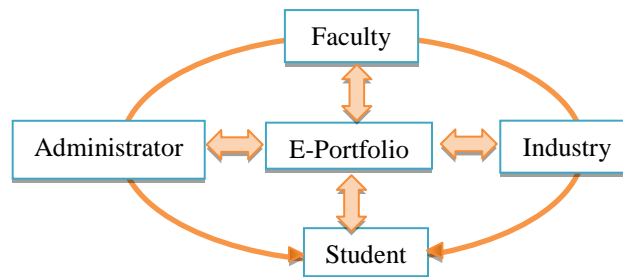 Faculty
Administrator
E-Portfolio
Industry
Student